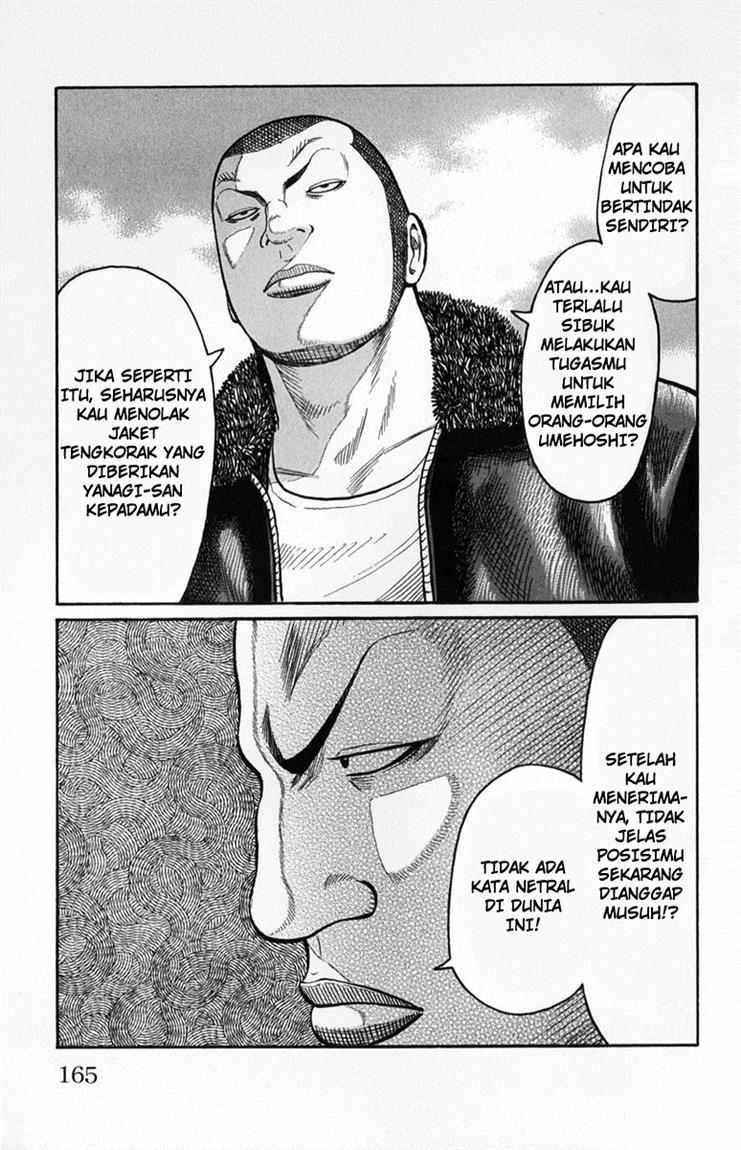 APA KAU
MENCOBA
UNTUK
BERTINDAK
SENDIRI?
ATAU...KAU
TERLALU
SIBUK
MELAKUKAN
TUGASMU
UNTUK
MEMILIH
ORANG-ORANG
UMEHOSHI?
JIKA SEPERTI
ITU, SEHARUSNYA
KAU MENOLAK
JAKET
TENGKORAK YANG
DIBERIKAN
YANAGI-SAN
KEPADAMU?
SETELAH
KAU
MENERIMA-
NYA, TIDAK
JELAS
POSISIMU
SEKARANG
DIANGGAP
MUSUH!?
TIDAK ADA
KATA NETRAL
DI DUNIA
INI!
165